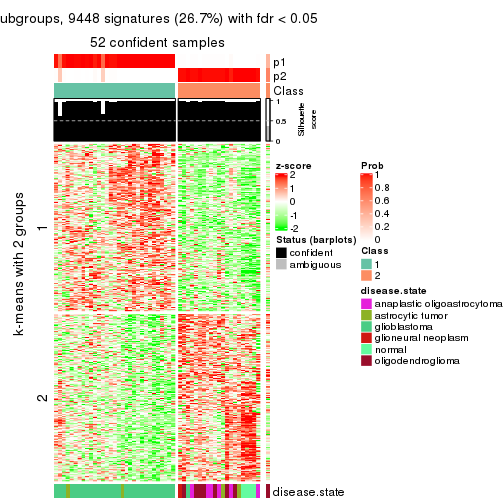 ubgroups, 9448 signatures (26.7%) with fdr < 0.05
52 confident samples
p1
p2
Class
1
0.5
0
Silhouette
score
k-means with 2 groups
1
2
z-score
2
1
0
-1
-2
Status (barplots)
confident
ambiguous
Prob
1
0.8
0.6
0.4
0.2
0
Class
1
2
disease.state
anaplastic oligoastrocytoma
astrocytic tumor
glioblastoma
glioneural neoplasm
normal
oligodendroglioma
disease.state